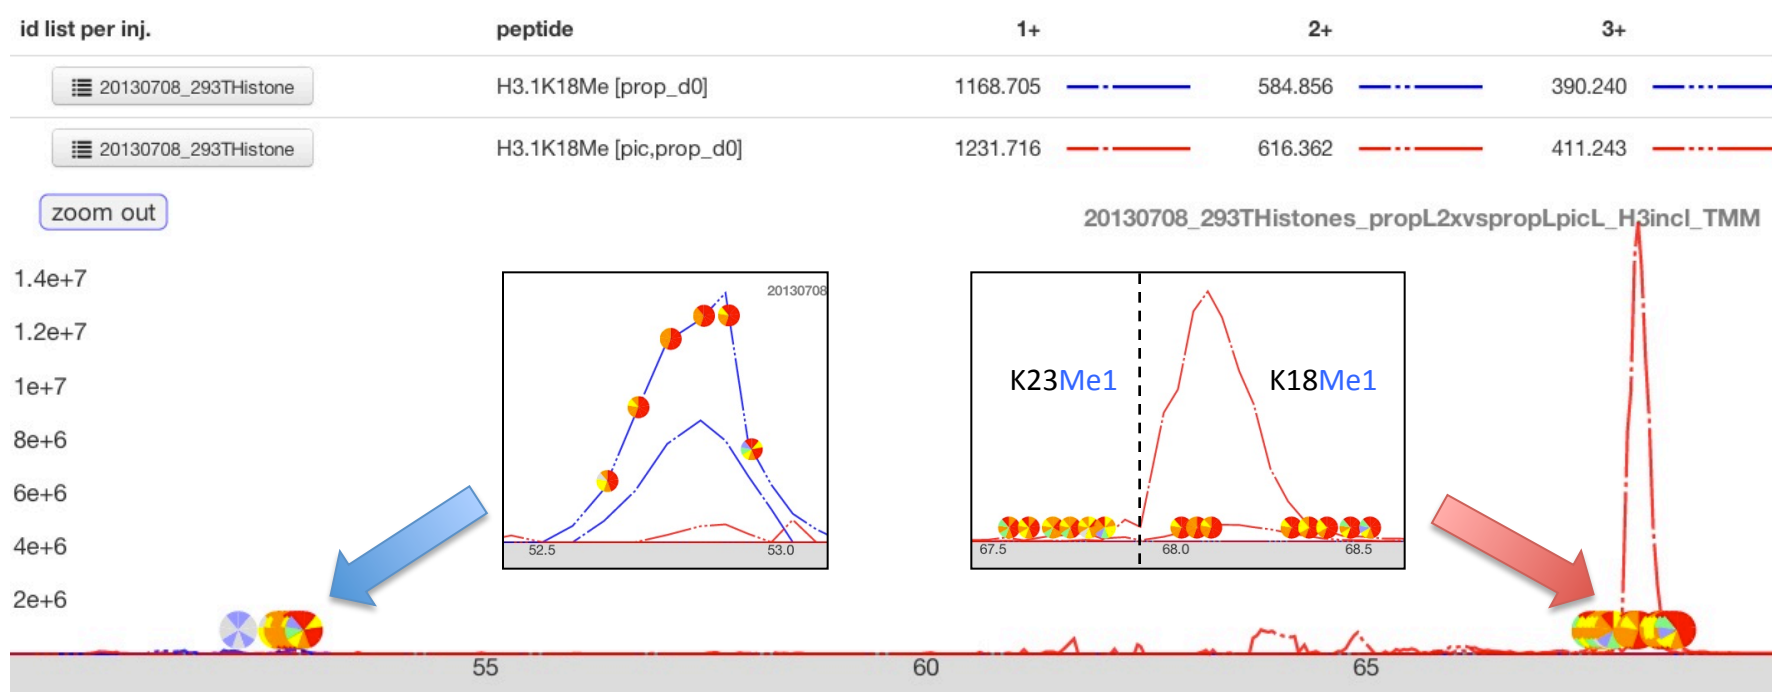 id list per inj. peptide 1+ 2+ 3+
20130708_293THistone H3.1K18Me [prop_d0] 1168.705 584.856 390.240
20130708_293THistone H3.1K18Me [pic,prop_d0] 1231.716 616.362 411.243
zoom out
20130708_293THistones_propL2xvspropLpicL_H3incl_TMM
1.4e+7
1.2e+7
1e+7
8e+6
6e+6
4e+6
2e+6
20130708
52.5 53.0
K23Me1 K18Me1
67.5 68.0 68.5
55 60 65